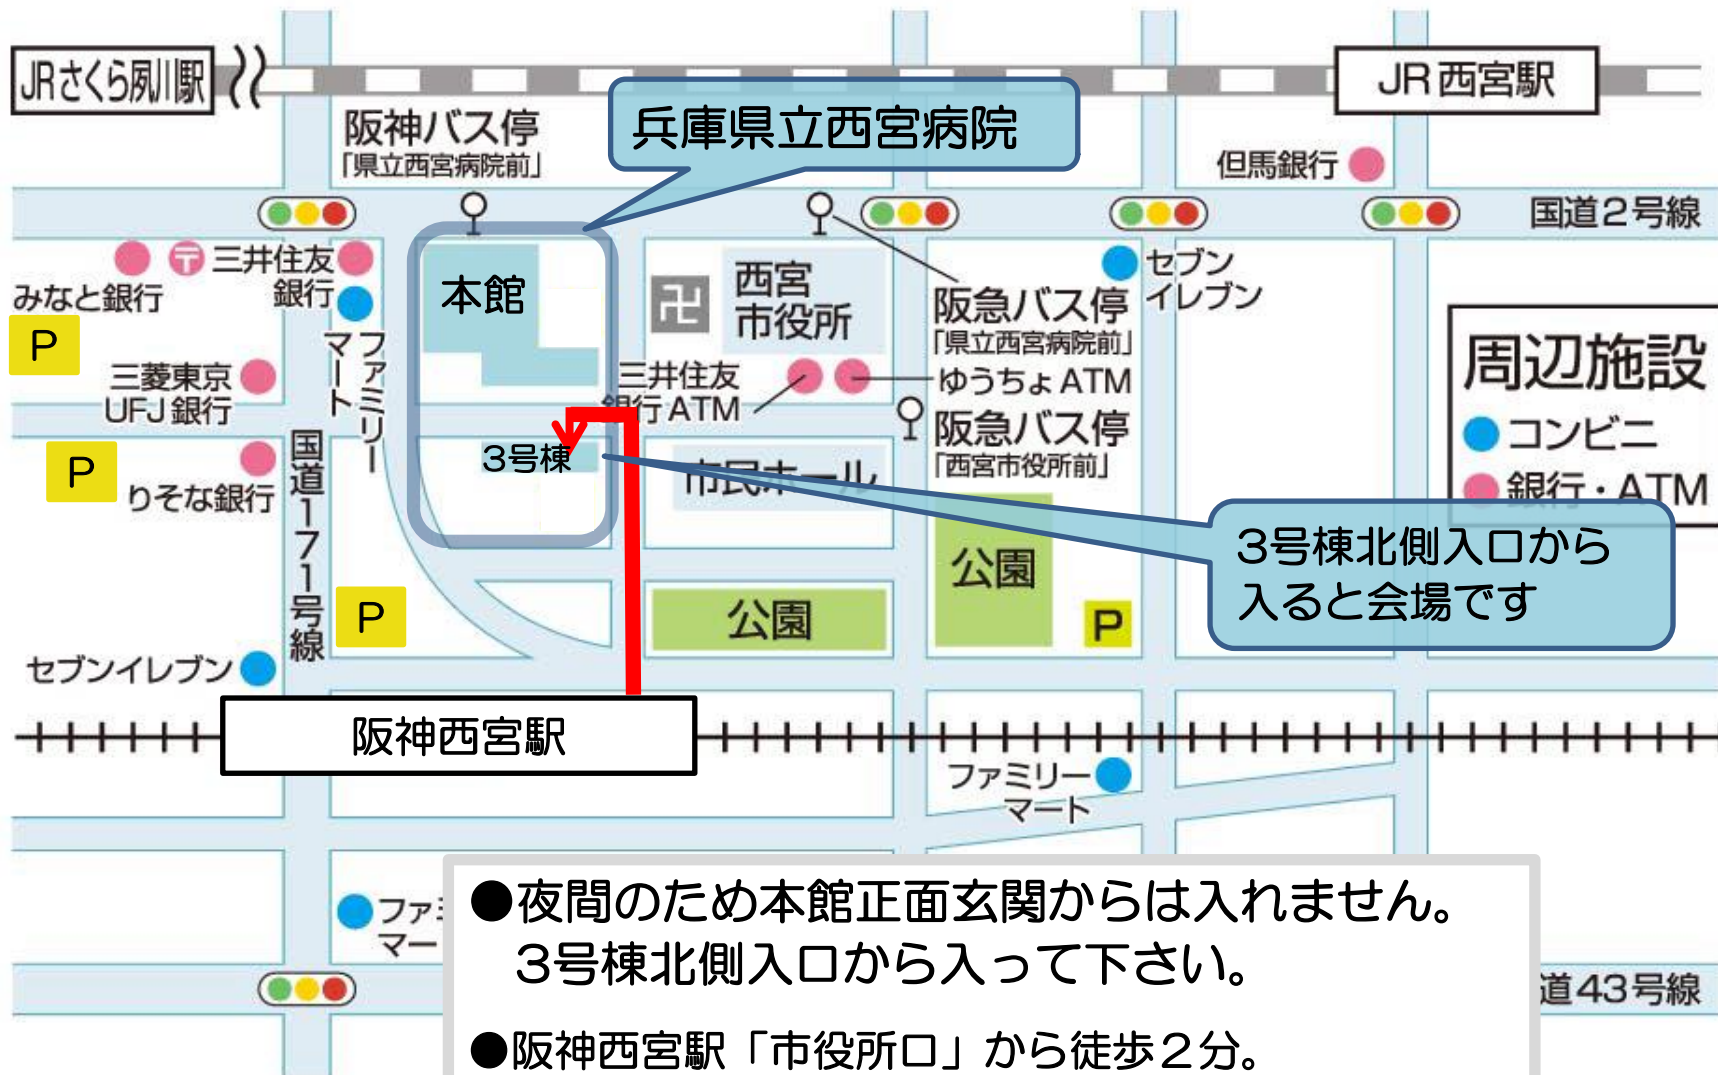 JRさくら夙川駅
JR西宮駅
阪神バス停
「県立西宮病院前」
兵庫県立西宮病院
但馬銀行
国道2号線
みなと銀行
三井住友
銀行
本館
西宮
市役所
阪急バス停
「県立西宮病院前」
セブン
イレブン
P
ファミリー
マート
三菱東京
UFJ銀行
三井住友
銀行ATM
ゆうちょATM
阪急バス停
「西宮市役所前」
周辺施設
コンビニ
銀行・ATM
P
りそな銀行
国道171号線
3号棟
市民ホール
3号棟北側入口から
入ると会場です
公園
公園
P
P
セブンイレブン
阪神西宮駅
ファミリー
マート
ファミ
マー
●夜間のため本館正面玄関からは入れません。
3号棟北側入口から入って下さい。
●阪神西宮駅「市役所口」から徒歩2分。
道43号線